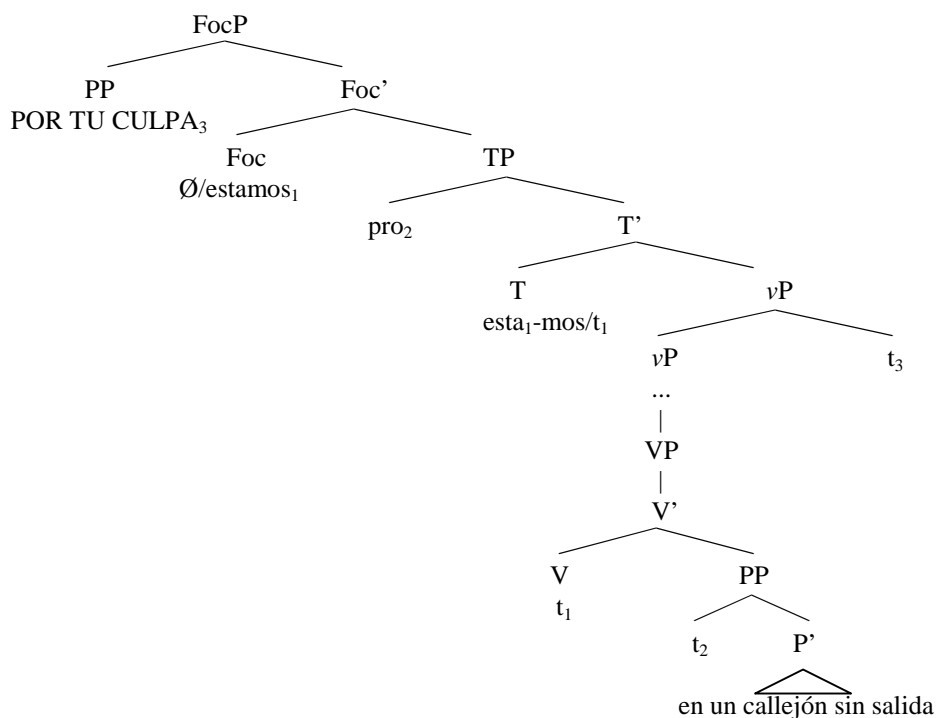 FocP
PP Foc’
POR TU CULPA₃
Foc TP
Ø/estamos₁
pro₂ T’
T vP
esta₁-mos/t₁
vP t₃
...
VP
V’
V PP
t₁
t₂ P’
en un callejón sin salida